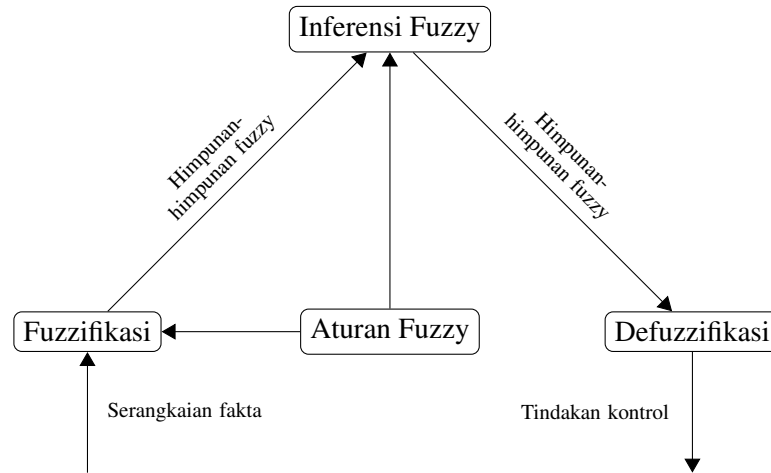 Inferensi Fuzzy
Himpunan-
himpunan fuzzy
Himpunan-
himpunan fuzzy
Fuzzifikasi
Aturan Fuzzy
Defuzzifikasi
Serangkaian fakta
Tindakan kontrol